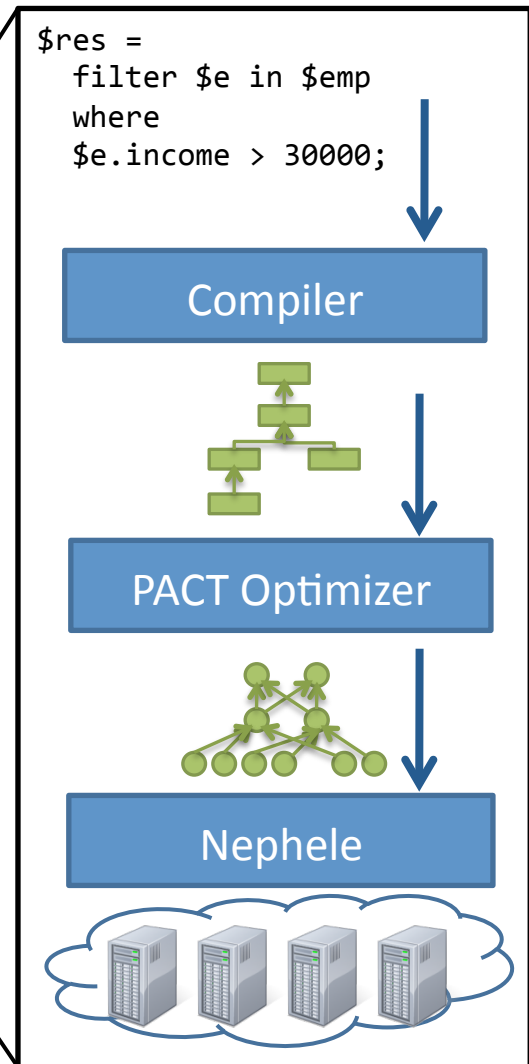 $res =
filter $e in $emp
where
$e.income > 30000;
Compiler
PACT Optimizer
Nephele